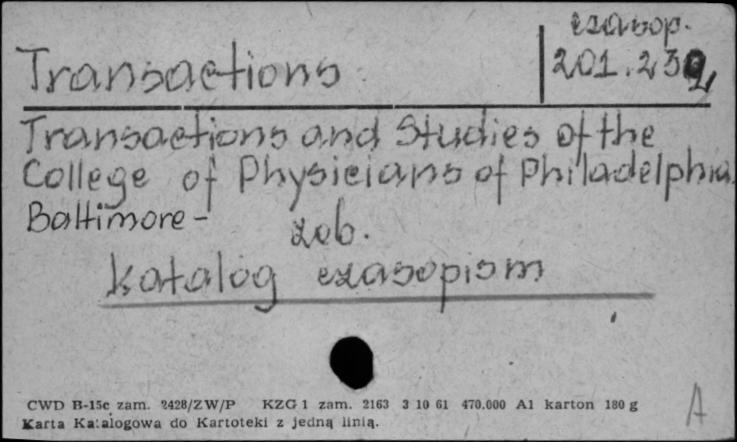 czasop.
Transactions 201.232
Transactions and Studies of the
College of Physicians of Philadelphia.
Baltimore -
zob.
katalog czasopism
CWD B-15c zam. 2428/ZW/P KZG 1 zam. 2163 3 10 61 470.000 A1 karton 180 g
Karta Katalogowa do Kartoteki z jedną linią.
A